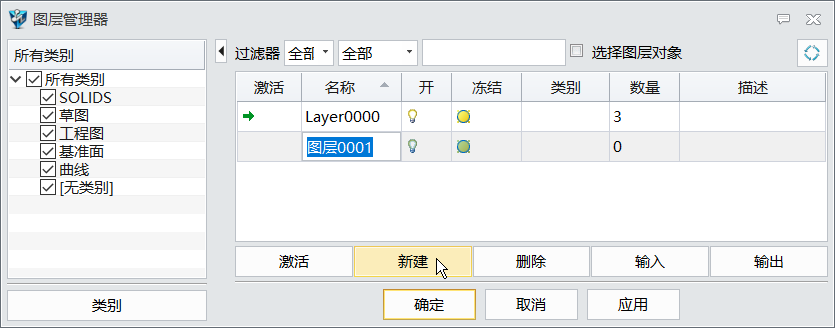 图层管理器
所有类别
所有类别
SOLIDS
草图
工程图
基准面
曲线
[无类别]
类别
过滤器 全部 全部 选择图层对象
激活 名称 开 冻结 类别 数量 描述
Layer0000 3
图层0001 0
激活 新建 删除 输入 输出
确定 取消 应用